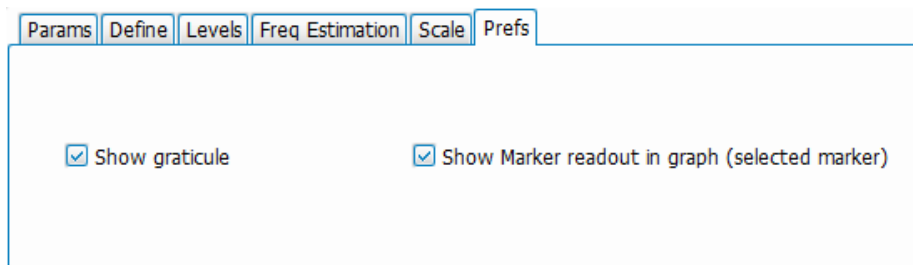 Params Define Levels Freq Estimation Scale Prefs
Show graticule Show Marker readout in graph (selected marker)